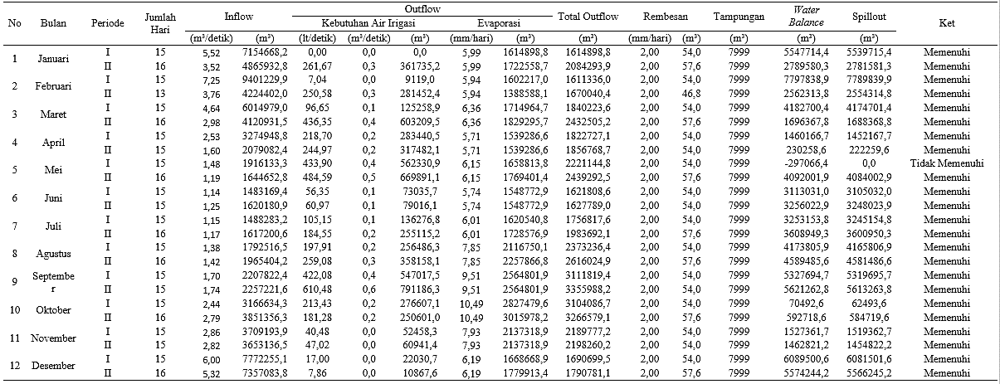 No Bulan Periode Jumlah Hari Inflow Outflow Total Outflow Rembesan Tampungan Water Balance Spillout Ket
Kebutuhan Air Irigasi Evaporasi
(m³/detik) (m³) (lt/detik) (m³/detik) (m³) (mm/hari) (m³) (m³) (mm/hari) (m³) (m³) (m³) (m³)
1 Januari I 15 5,52 7154668,2 0,00 0,0 0,0 5,99 1614898,8 1614898,8 2,00 54,0 7999 5547714,4 5539715,4 Memenuhi
II 16 3,52 4865932,8 261,67 0,3 361735,2 5,99 1722558,7 2084293,9 2,00 57,6 7999 2789580,3 2781581,3 Memenuhi
2 Februari I 15 7,25 9401229,9 7,04 0,0 9119,0 5,94 1602217,0 1611336,0 2,00 54,0 7999 7797838,9 7789839,9 Memenuhi
II 13 3,76 4224402,0 250,58 0,3 281452,4 5,94 1388588,1 1670040,4 2,00 46,8 7999 2562313,8 2554314,8 Memenuhi
3 Maret I 15 4,64 6014979,0 96,65 0,1 125258,9 6,36 1714964,7 1840223,6 2,00 54,0 7999 4182700,4 4174701,4 Memenuhi
II 16 2,98 4120931,5 436,35 0,4 603209,5 6,36 1829295,7 2432505,2 2,00 57,6 7999 1696367,8 1688368,8 Memenuhi
4 April I 15 2,53 3274948,8 218,70 0,2 283440,5 5,71 1539286,6 1822727,1 2,00 54,0 7999 1460166,7 1452167,7 Memenuhi
II 15 1,60 2079082,4 244,97 0,2 317482,1 5,71 1539286,6 1856768,7 2,00 54,0 7999 230258,6 222259,6 Memenuhi
5 Mei I 15 1,48 1916133,3 433,90 0,4 562330,9 6,15 1658813,8 2221144,8 2,00 54,0 7999 -297066,4 0,0 Tidak Memenuhi
II 16 1,19 1644652,8 484,59 0,5 669891,1 6,15 1769401,4 2439292,5 2,00 57,6 7999 4092001,9 4084002,9 Memenuhi
6 Juni I 15 1,14 1483169,4 56,35 0,1 73035,7 5,74 1548772,9 1621808,6 2,00 54,0 7999 3113031,0 3105032,0 Memenuhi
II 15 1,25 1620180,9 60,97 0,1 79016,1 5,74 1548772,9 1627789,0 2,00 54,0 7999 3256022,9 3248023,9 Memenuhi
7 Juli I 15 1,15 1488283,2 105,15 0,1 136276,8 6,01 1620540,8 1756817,6 2,00 54,0 7999 3253153,8 3245154,8 Memenuhi
II 16 1,17 1617200,6 184,55 0,2 255115,2 6,01 1728576,9 1983692,1 2,00 57,6 7999 3608949,3 3600950,3 Memenuhi
8 Agustus I 15 1,38 1792516,5 197,91 0,2 256486,3 7,85 2116750,1 2373236,4 2,00 54,0 7999 4173805,9 4165806,9 Memenuhi
II 16 1,42 1965404,2 259,08 0,3 358158,1 7,85 2257866,8 2616024,9 2,00 57,6 7999 4589485,6 4581486,6 Memenuhi
9 September I 15 1,70 2207822,4 422,08 0,4 547017,5 9,51 2564801,9 3111819,4 2,00 54,0 7999 5327694,7 5319695,7 Memenuhi
II 15 1,74 2257221,6 610,48 0,6 791186,3 9,51 2564801,9 3355988,2 2,00 54,0 7999 5621262,8 5613263,8 Memenuhi
10 Oktober I 15 2,44 3166634,3 213,43 0,2 276607,1 10,49 2827479,6 3104086,7 2,00 54,0 7999 70492,6 62493,6 Memenuhi
II 16 2,79 3851356,3 181,28 0,2 250601,0 10,49 3015978,2 3266579,1 2,00 57,6 7999 592718,6 584719,6 Memenuhi
11 November I 15 2,86 3709193,9 40,48 0,0 52458,3 7,93 2137318,9 2189777,2 2,00 54,0 7999 1527361,7 1519362,7 Memenuhi
II 15 2,82 3653136,5 47,02 0,0 60941,4 7,93 2137318,9 2198260,2 2,00 54,0 7999 1462821,2 1454822,2 Memenuhi
12 Desember I 15 6,00 7772255,1 17,00 0,0 22030,7 6,19 1668668,9 1690699,5 2,00 54,0 7999 6089500,6 6081501,6 Memenuhi
II 16 5,32 7357083,8 7,86 0,0 10867,6 6,19 1779913,4 1790781,1 2,00 57,6 7999 5574244,2 5566245,2 Memenuhi